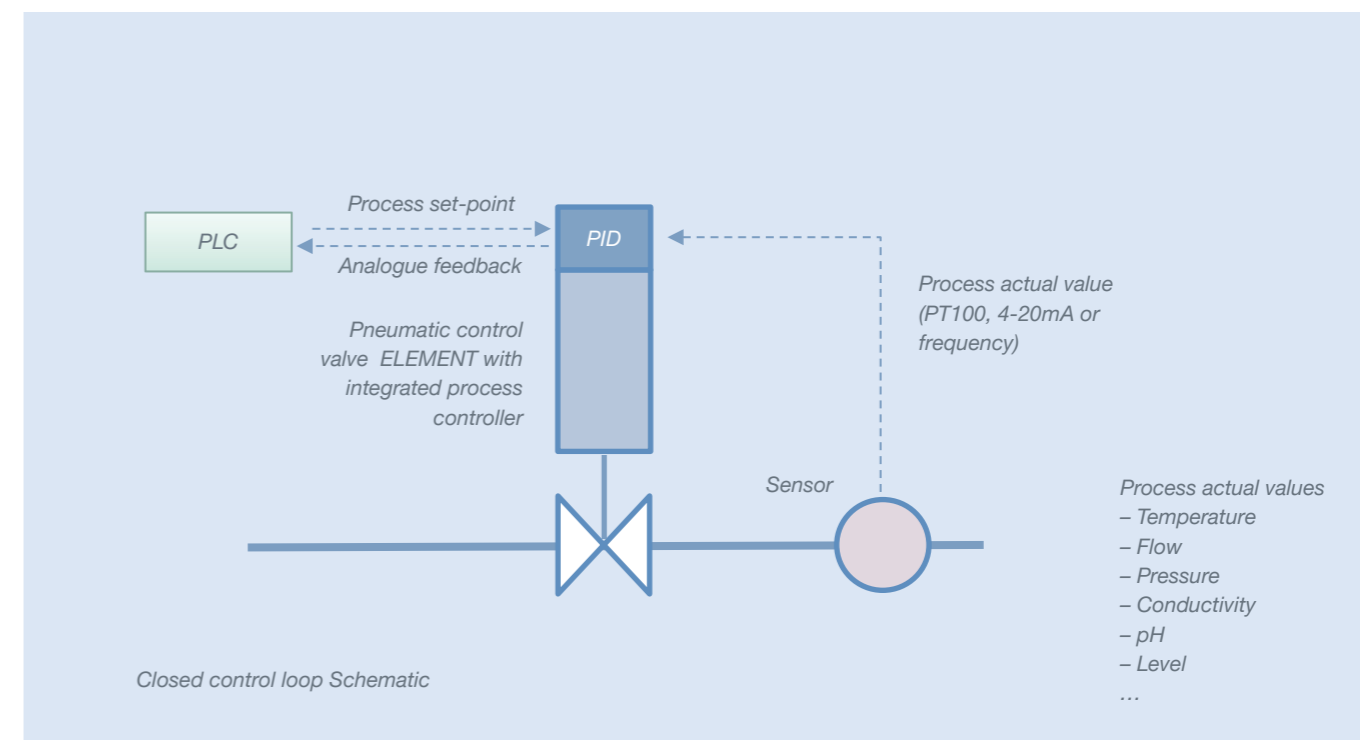 Process set-point
PLC
PID
Analogue feedback
Process actual value
(PT100, 4-20mA or
frequency)
Pneumatic control
valve  ELEMENT with
integrated process
controller
Sensor
Process actual values
– Temperature
– Flow
– Pressure
– Conductivity
– pH
– Level
…
Closed control loop Schematic